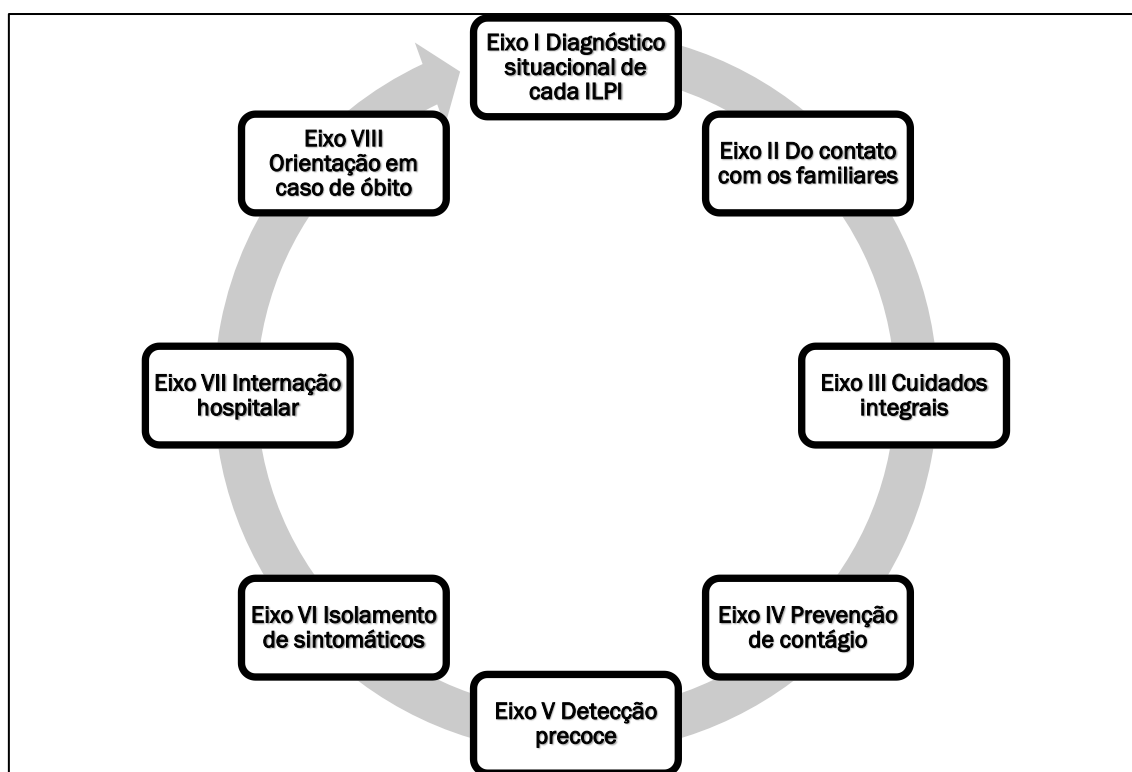 Eixo I Diagnóstico
situacional de
cada ILPI
Eixo II Do contato
com os familiares
Eixo III Cuidados
integrais
Eixo IV Prevenção
de contágio
Eixo V Detecção
precoce
Eixo VI Isolamento
de sintomáticos
Eixo VII Internação
hospitalar
Eixo VIII
Orientação em
caso de óbito